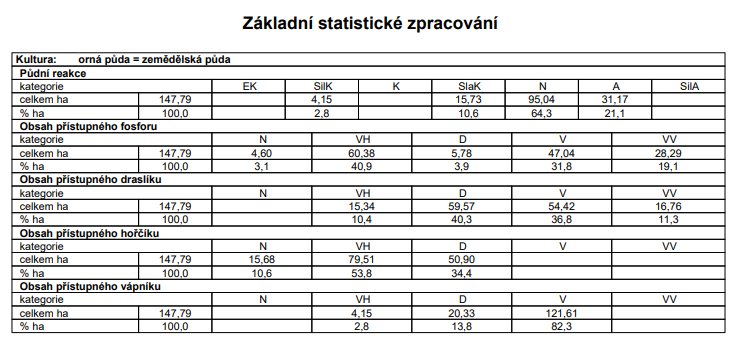 Základní statistické zpracování
Kultura: orná půda = zemědělská půda
Půdní reakce
kategorie EK SilK K SlaK N A SilA
celkem ha 147,79 4,15 15,73 95,04 31,17
% ha 100,0 2,8 10,6 64,3 21,1
Obsah přístupného fosforu
kategorie N VH D V VV
celkem ha 147,79 4,60 60,38 5,78 47,04 28,29
% ha 100,0 3,1 40,9 3,9 31,8 19,1
Obsah přístupného draslíku
kategorie N VH D V VV
celkem ha 147,79 15,34 59,57 54,42 16,76
% ha 100,0 10,4 40,3 36,8 11,3
Obsah přístupného hořčíku
kategorie N VH D V VV
celkem ha 147,79 15,68 79,51 50,90
% ha 100,0 10,6 53,8 34,4
Obsah přístupného vápníku
kategorie N VH D V VV
celkem ha 147,79 4,15 20,33 121,61
% ha 100,0 2,8 13,8 82,3